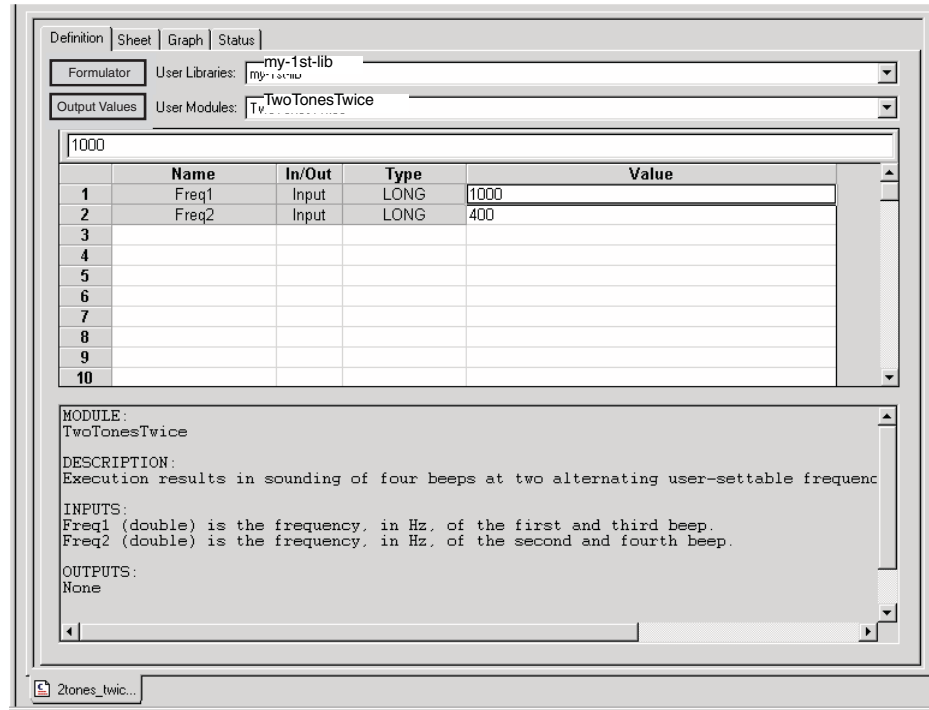 Definition Sheet Graph Status
Formulator User Libraries: my-1st-lib
Output Values User Modules: TwoTonesTwice
1000
Name In/Out Type Value
1 Freq1 Input LONG 1000
2 Freq2 Input LONG 400
3
4
5
6
7
8
9
10
MODULE:
TwoTonesTwice
DESCRIPTION:
Execution results in sounding of four beeps at two alternating user-settable frequenc
INPUTS:
Freq1 (double) is the frequency, in Hz, of the first and third beep.
Freq2 (double) is the frequency, in Hz, of the second and fourth beep.
OUTPUTS:
None
2tones_twic...